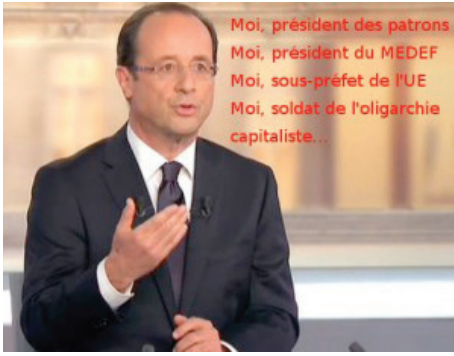 Moi, président des patrons
Moi, président du MEDEF
Moi, sous-préfet de l'UE
Moi, soldat de l'oligarchie
capitaliste...